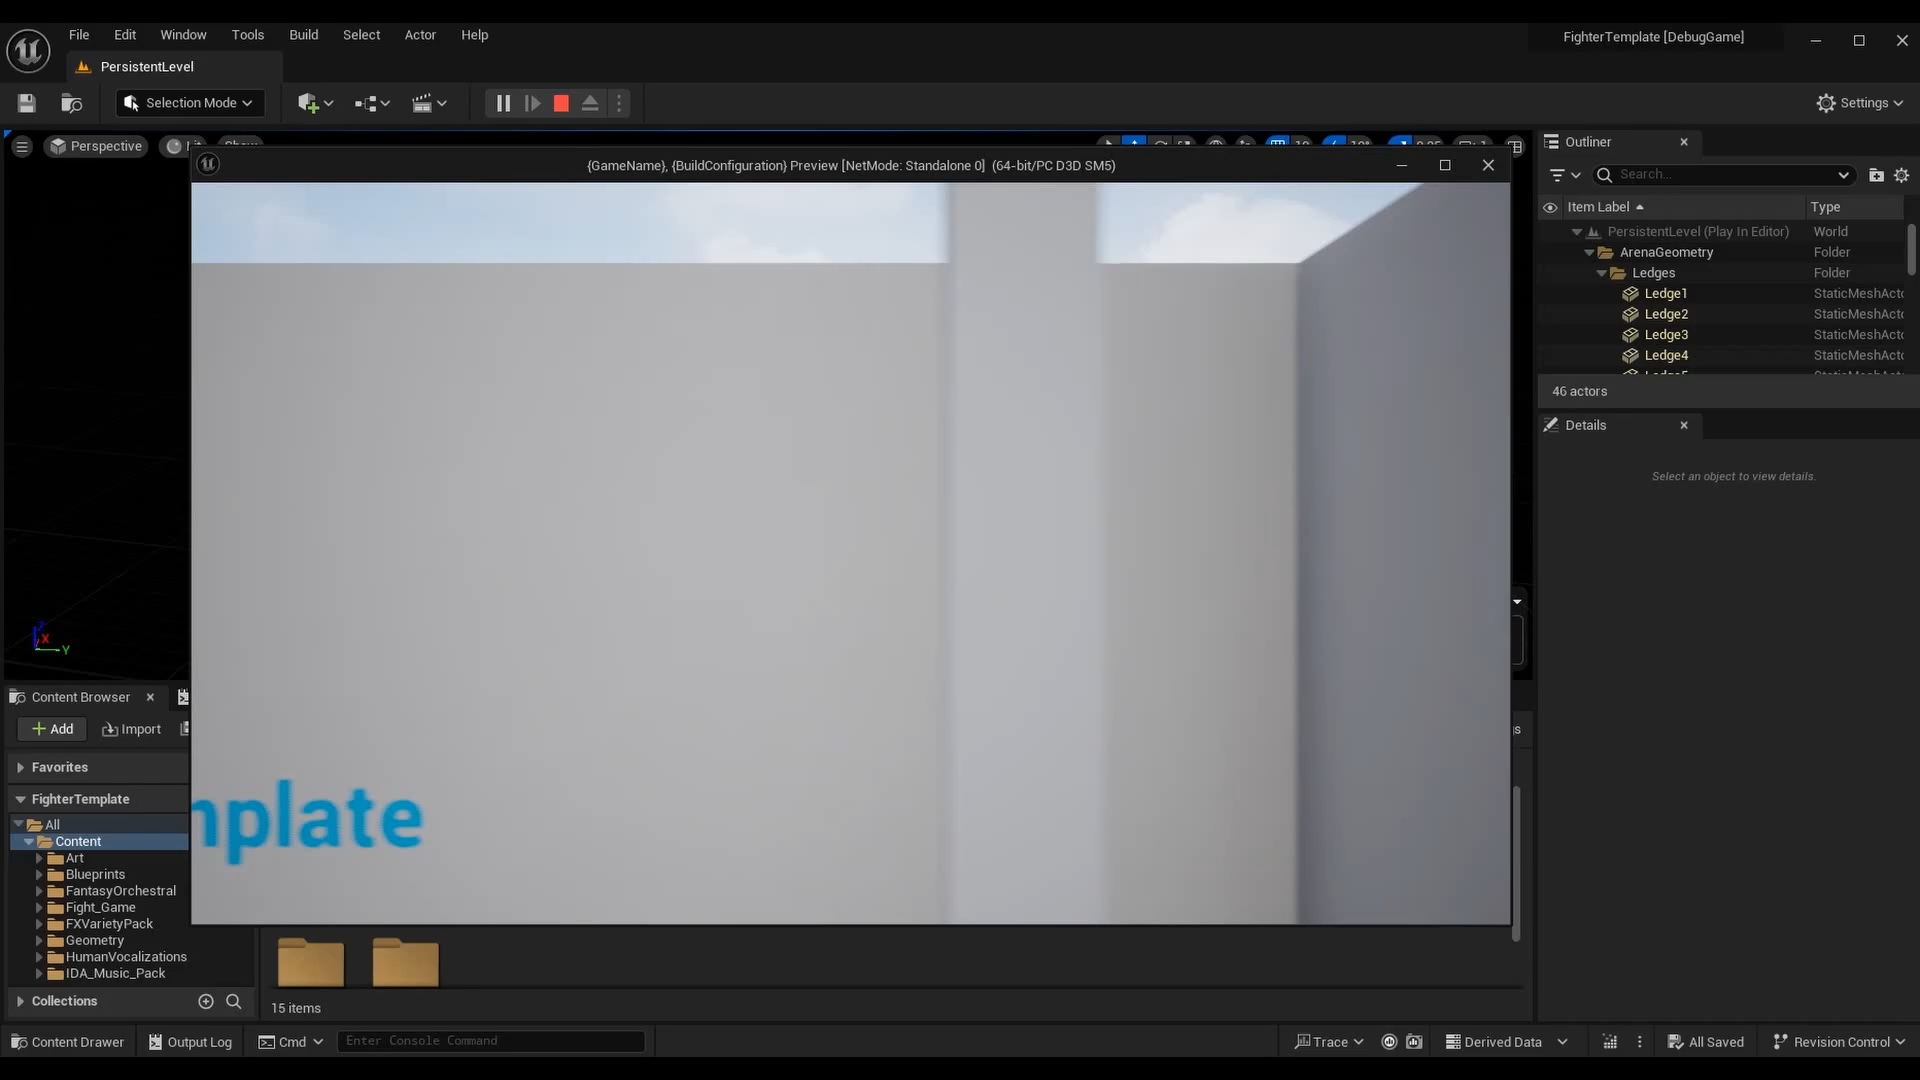 File Edit Window Tools Build Select Actor Help
FighterTemplate [DebugGame]
PersistentLevel
Selection Mode
Settings
Perspective
Outliner
{GameName}, {BuildConfiguration} Preview [NetMode: Standalone 0] (64-bit/PC D3D SM5)
Search...
Item Label Type
PersistentLevel (Play In Editor) World
ArenaGeometry Folder
Ledges Folder
Ledge1 StaticMeshActo
Ledge2 StaticMeshActo
Ledge3 StaticMeshActo
Ledge4 StaticMeshActo
46 actors
Details
Select an object to view details.
X
Y
Content Browser
Add Import
Favorites
FighterTemplate
nplate
All
Content
Art
Blueprints
FantasyOrchestral
Fight_Game
FXVarietyPack
Geometry
HumanVocalizations
IDA_Music_Pack
Collections
15 items
Content Drawer Output Log Cmd Enter Console Command Trace Derived Data All Saved Revision Control